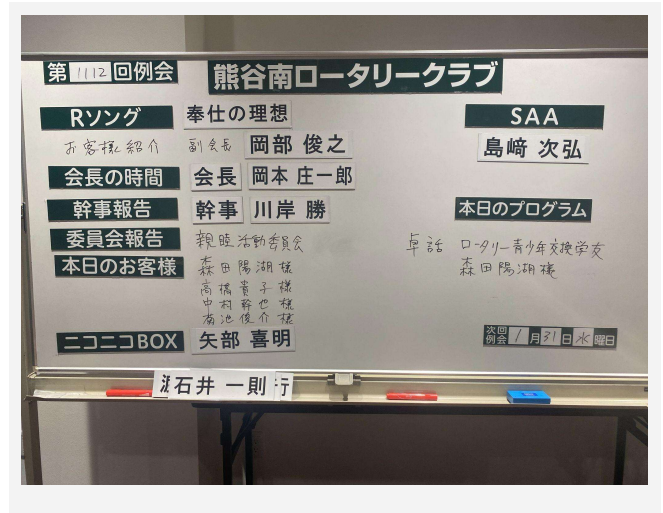 第1112回例会 熊谷南ロータリークラブ
Rソング 奉仕の理想
お客様紹介 副会長 岡部 俊之
会長の時間 会長 岡本 庄一郎
幹事報告 幹事 川岸 勝
委員会報告 親睦活動委員会
本日のお客様 森田陽湖様
高橋貴子様
中村幹也様
菊池俊介様
ニコニコBOX 矢部 喜明
SAA
島﨑 次弘
本日のプログラム
卓話 ロータリー青少年交換学友
森田陽湖様
次回例会 1月31日水曜日
石井 一則 行